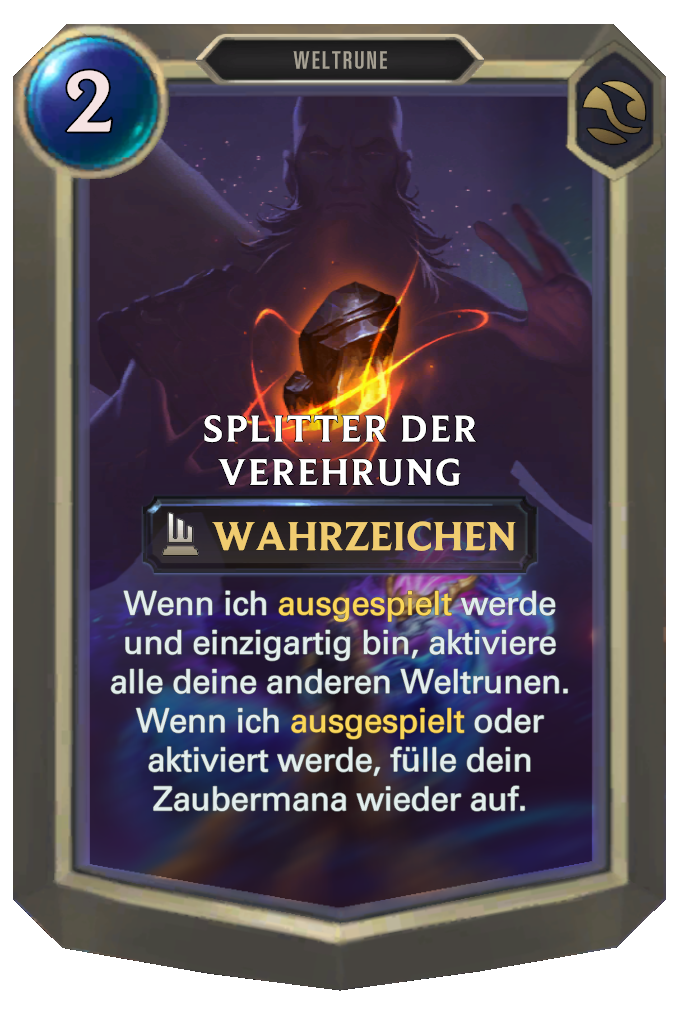 WELTRUNE
2
SPLITTER DER
VEREHRUNG
WAHRZEICHEN
Wenn ich ausgespielt werde
und einzigartig bin, aktiviere
alle deine anderen Weltrunen.
Wenn ich ausgespielt oder
aktiviert werde, fülle dein
Zaubermana wieder auf.